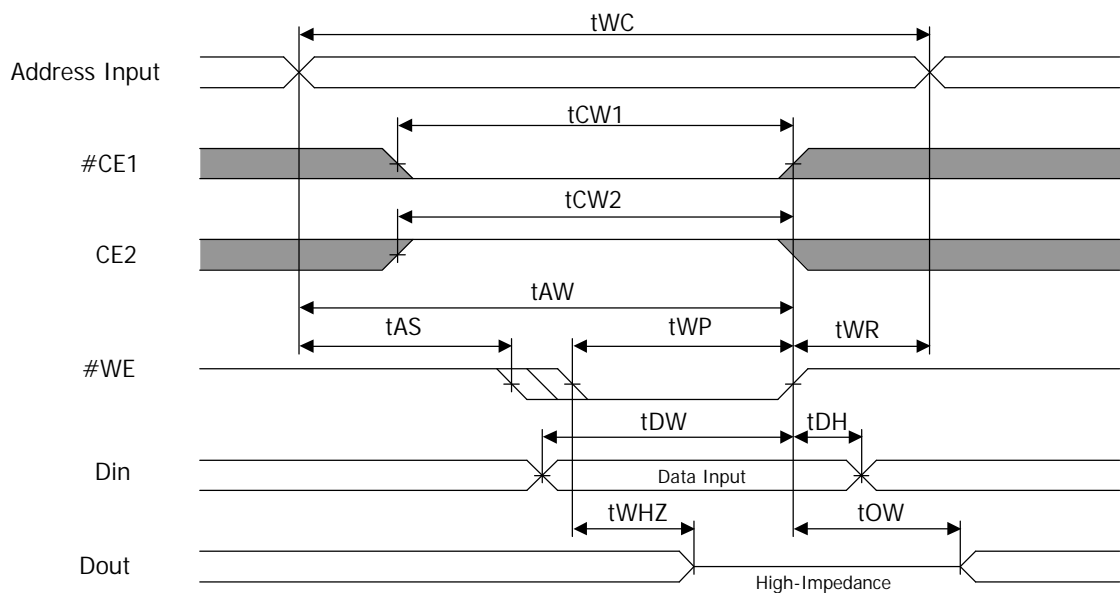 tWC
Address Input
tCW1
#CE1
tCW2
CE2
tAW
tAS
tWP
tWR
#WE
tDW
tDH
Din
Data Input
tWHZ
tOW
Dout
High-Impedance